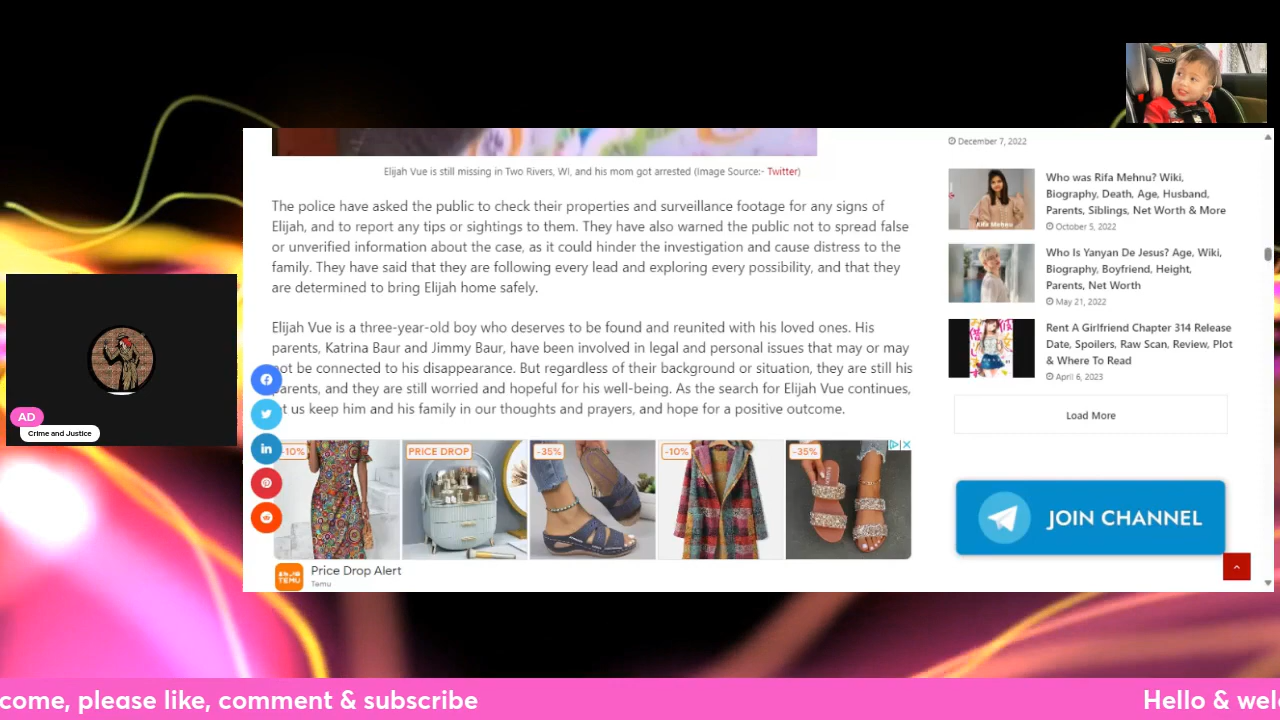 December 7, 2022
Elijah Vue is still missing in Two Rivers, WI, and his mom got arrested (Image Source:- Twitter)
The police have asked the public to check their properties and surveillance footage for any signs of
Elijah, and to report any tips or sightings to them. They have also warned the public not to spread false
or unverified information about the case, as it could hinder the investigation and cause distress to the
family. They have said that they are following every lead and exploring every possibility, and that they
are determined to bring Elijah home safely.
Elijah Vue is a three-year-old boy who deserves to be found and reunited with his loved ones. His
parents, Katrina Baur and Jimmy Baur, have been involved in legal and personal issues that may or may
not be connected to his disappearance. But regardless of their background or situation, they are still his
parents, and they are still worried and hopeful for his well-being. As the search for Elijah Vue continues,
let us keep him and his family in our thoughts and prayers, and hope for a positive outcome.
-10%
PRICE DROP
-35%
-10%
-35%
TEMU
Price Drop Alert
Temu
Who was Rifa Mehnu? Wiki,
Biography, Death, Age, Husband,
Parents, Siblings, Net Worth & More
October 5, 2022
Rifa Mehnu
Who Is Yanyan De Jesus? Age, Wiki,
Biography, Boyfriend, Height,
Parents, Net Worth
May 21, 2022
Rent A Girlfriend Chapter 314 Release
Date, Spoilers, Raw Scan, Review, Plot
& Where To Read
April 6, 2023
Load More
JOIN CHANNEL
AD
Crime and Justice
come, please like, comment & subscribe
Hello & welc